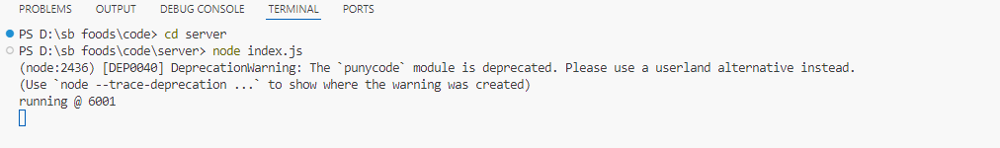 PROBLEMS OUTPUT DEBUG CONSOLE TERMINAL PORTS
PS D:\sb foods\code> cd server
PS D:\sb foods\code\server> node index.js
(node:2436) [DEP0040] DeprecationWarning: The `punycode` module is deprecated. Please use a userland alternative instead.
(Use `node --trace-deprecation ...` to show where the warning was created)
running @ 6001